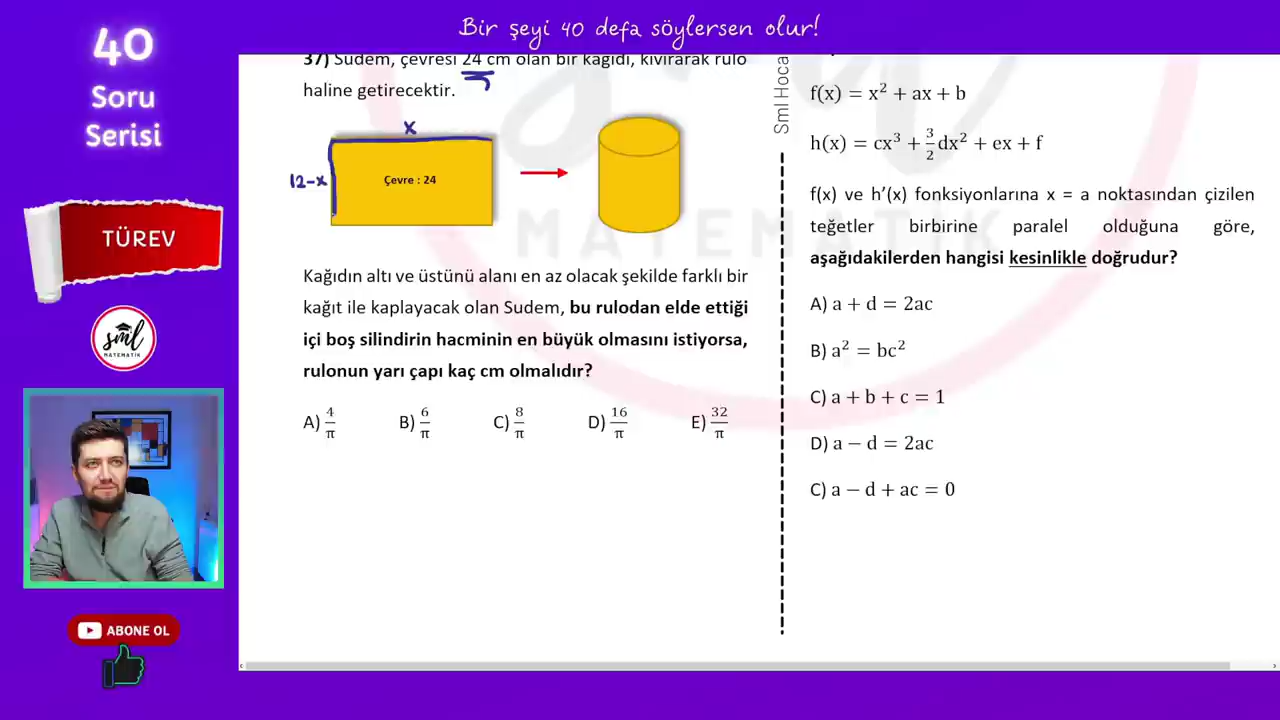 Bir şeyi 40 defa söylersen olur!
40
Soru
Serisi
TÜREV
sml
MATEMATİK
ABONE OL
37) Sudem, çevresi 24 cm olan bir kağıdı, kıvırarak rulo
haline getirecektir.
x
12-x
Çevre : 24
Kağıdın altı ve üstünü alanı en az olacak şekilde farklı bir
kağıt ile kaplayacak olan Sudem, bu rulodan elde ettiği
içi boş silindirin hacminin en büyük olmasını istiyorsa,
rulonun yarı çapı kaç cm olmalıdır?
A) 4/π B) 6/π C) 8/π D) 16/π E) 32/π
Sml Hoca
MATEMATİK
f(x) = x² + ax + b
h(x) = cx³ + 3/2 dx² + ex + f
f(x) ve h’(x) fonksiyonlarına x = a noktasından çizilen
teğetler birbirine paralel olduğuna göre,
aşağıdakilerden hangisi kesinlikle doğrudur?
A) a + d = 2ac
B) a² = bc²
C) a + b + c = 1
D) a − d = 2ac
C) a − d + ac = 0